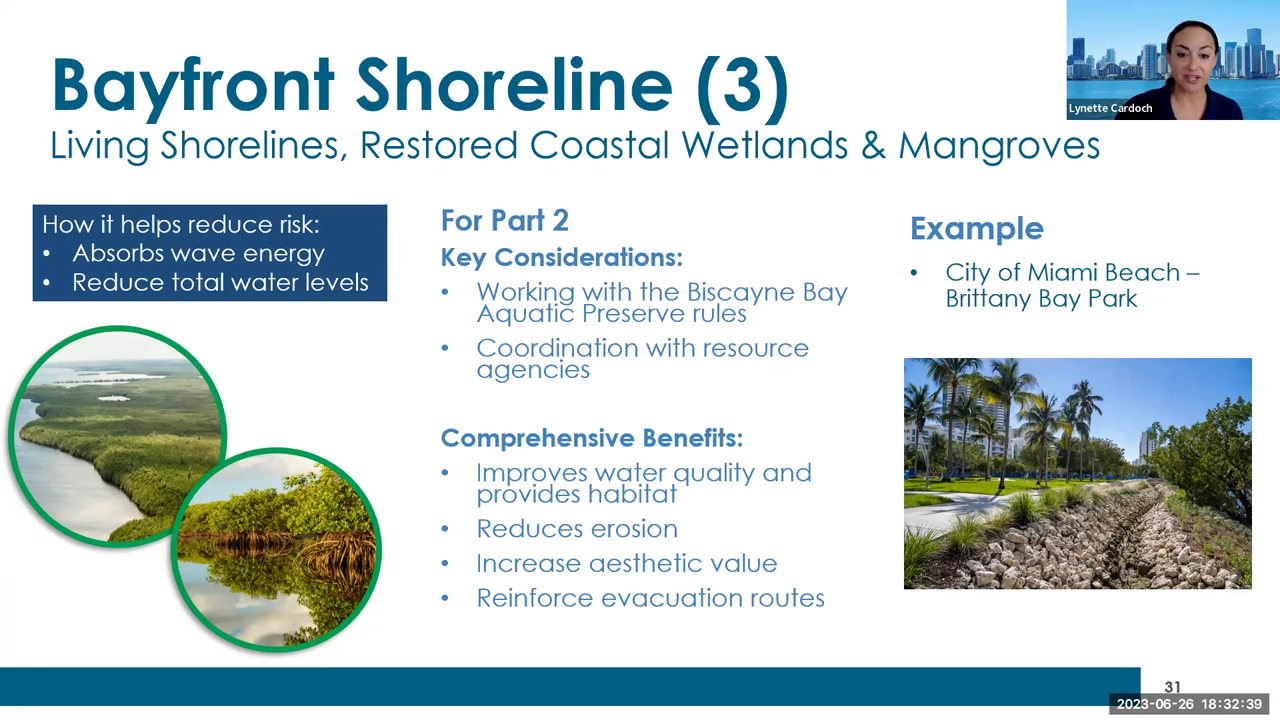 Bayfront Shoreline (3)
Living Shorelines, Restored Coastal Wetlands & Mangroves
Lynette Cardoch
How it helps reduce risk:
• Absorbs wave energy
• Reduce total water levels
For Part 2
Key Considerations:
• Working with the Biscayne Bay
Aquatic Preserve rules
• Coordination with resource
agencies
Comprehensive Benefits:
• Improves water quality and
provides habitat
• Reduces erosion
• Increase aesthetic value
• Reinforce evacuation routes
Example
• City of Miami Beach –
Brittany Bay Park
31
2023-06-26 18:32:39